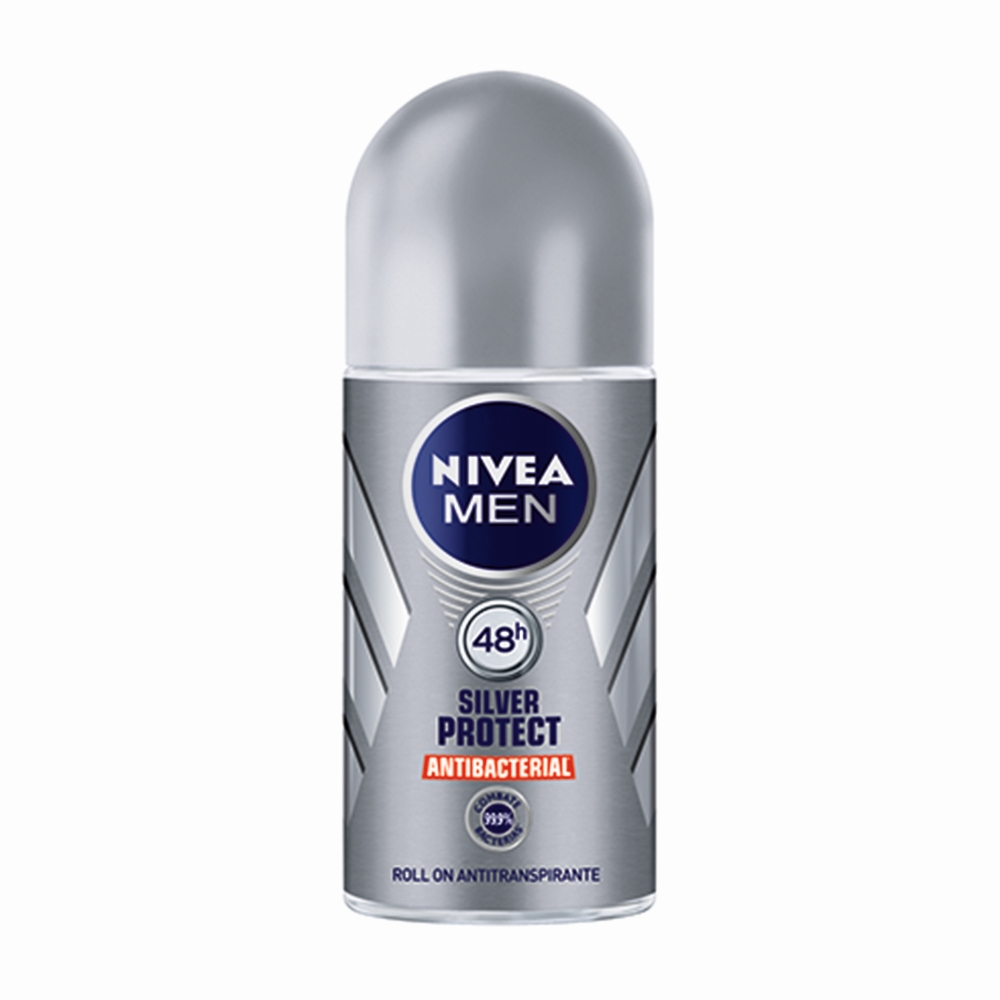 NIVEA
MEN
48h
SILVER
PROTECT
ANTIBACTERIAL
COMBATE
99.9%
BACTERIAS
ROLL ON ANTITRANSPIRANTE